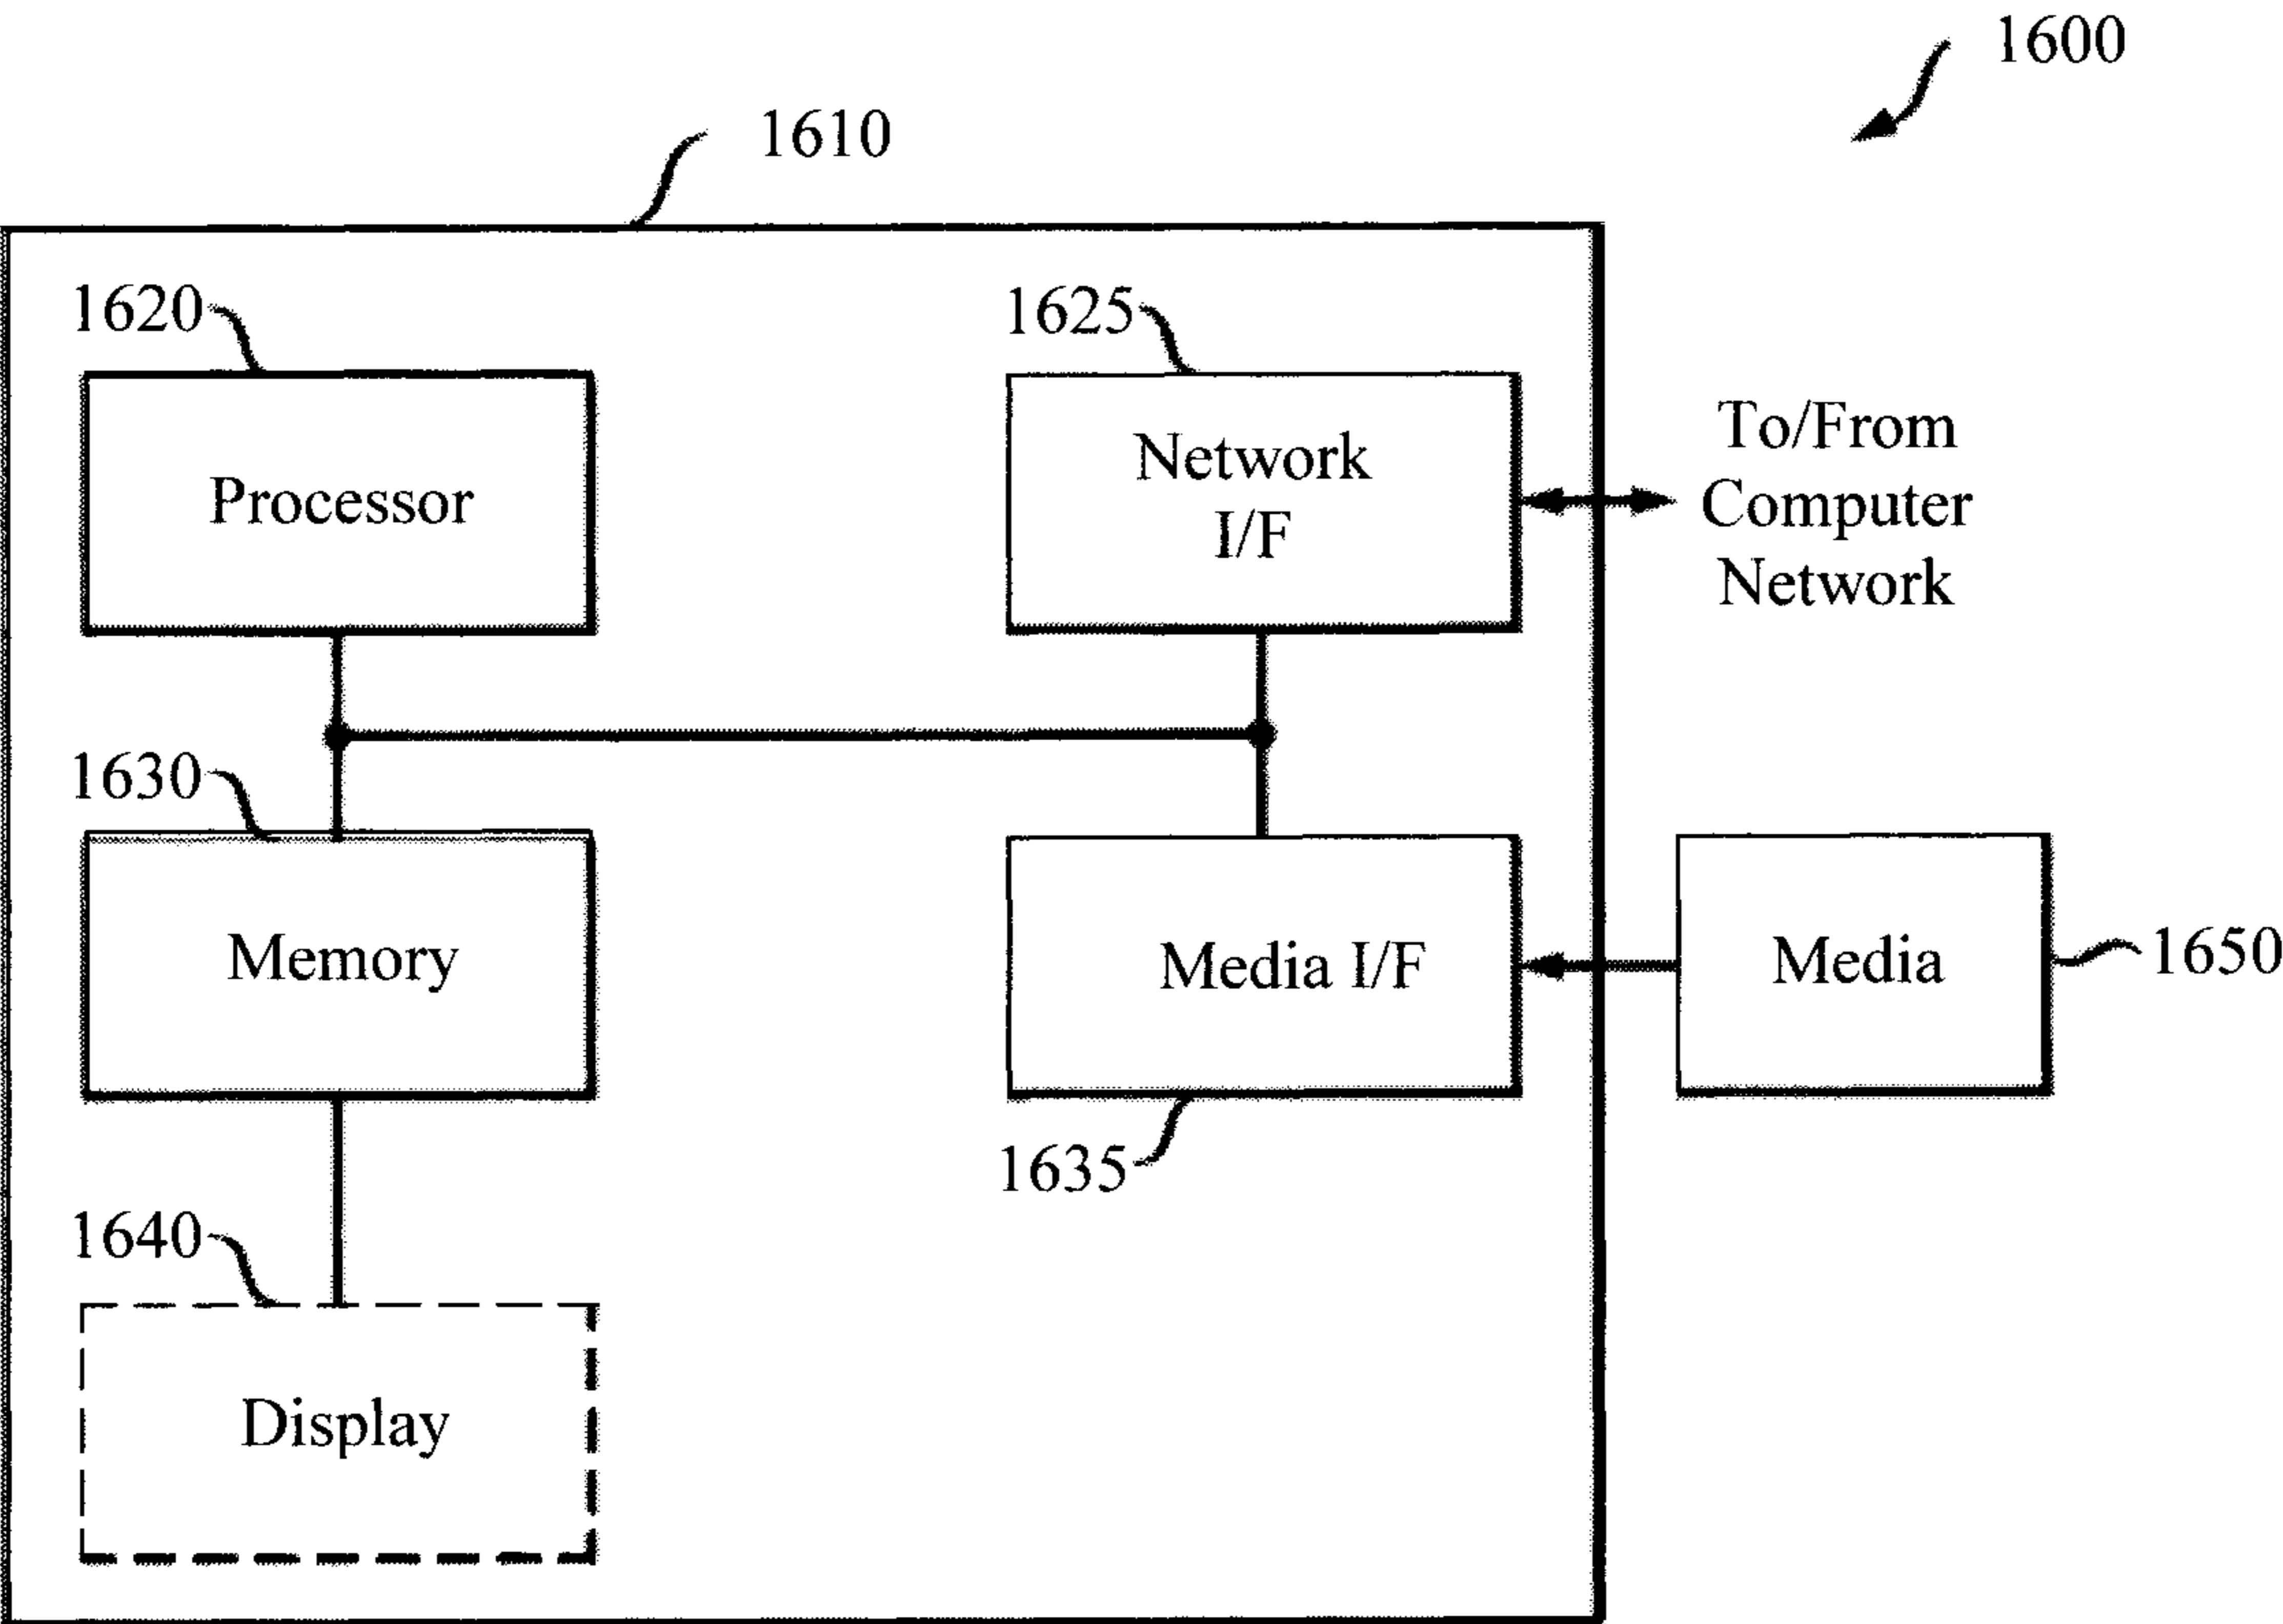 1600
1610
1620
1625
Processor
Network
I/F
To/From
Computer
Network
1630
Memory
Media I/F
Media
1650
1635
1640
Display